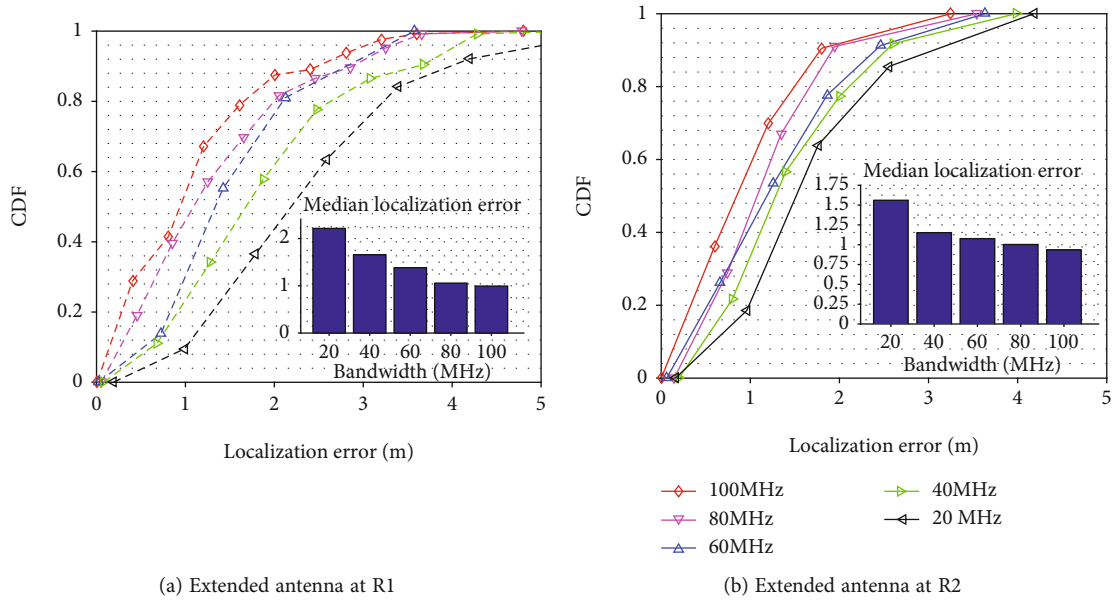 1
0.8
0.6
0.4
0.2
0
CDF
0 1 2 3 4 5
Localization error (m)
Median localization error
2
1
0
20 40 60 80 100
Bandwidth (MHz)
(a) Extended antenna at R1
1
0.8
0.6
0.4
0.2
0
CDF
0 1 2 3 4 5
Localization error (m)
Median localization error
1.75
1.5
1.25
1
0.75
0.5
0.25
0
20 40 60 80 100
Bandwidth (MHz)
100MHz
80MHz
60MHz
40MHz
20 MHz
(b) Extended antenna at R2